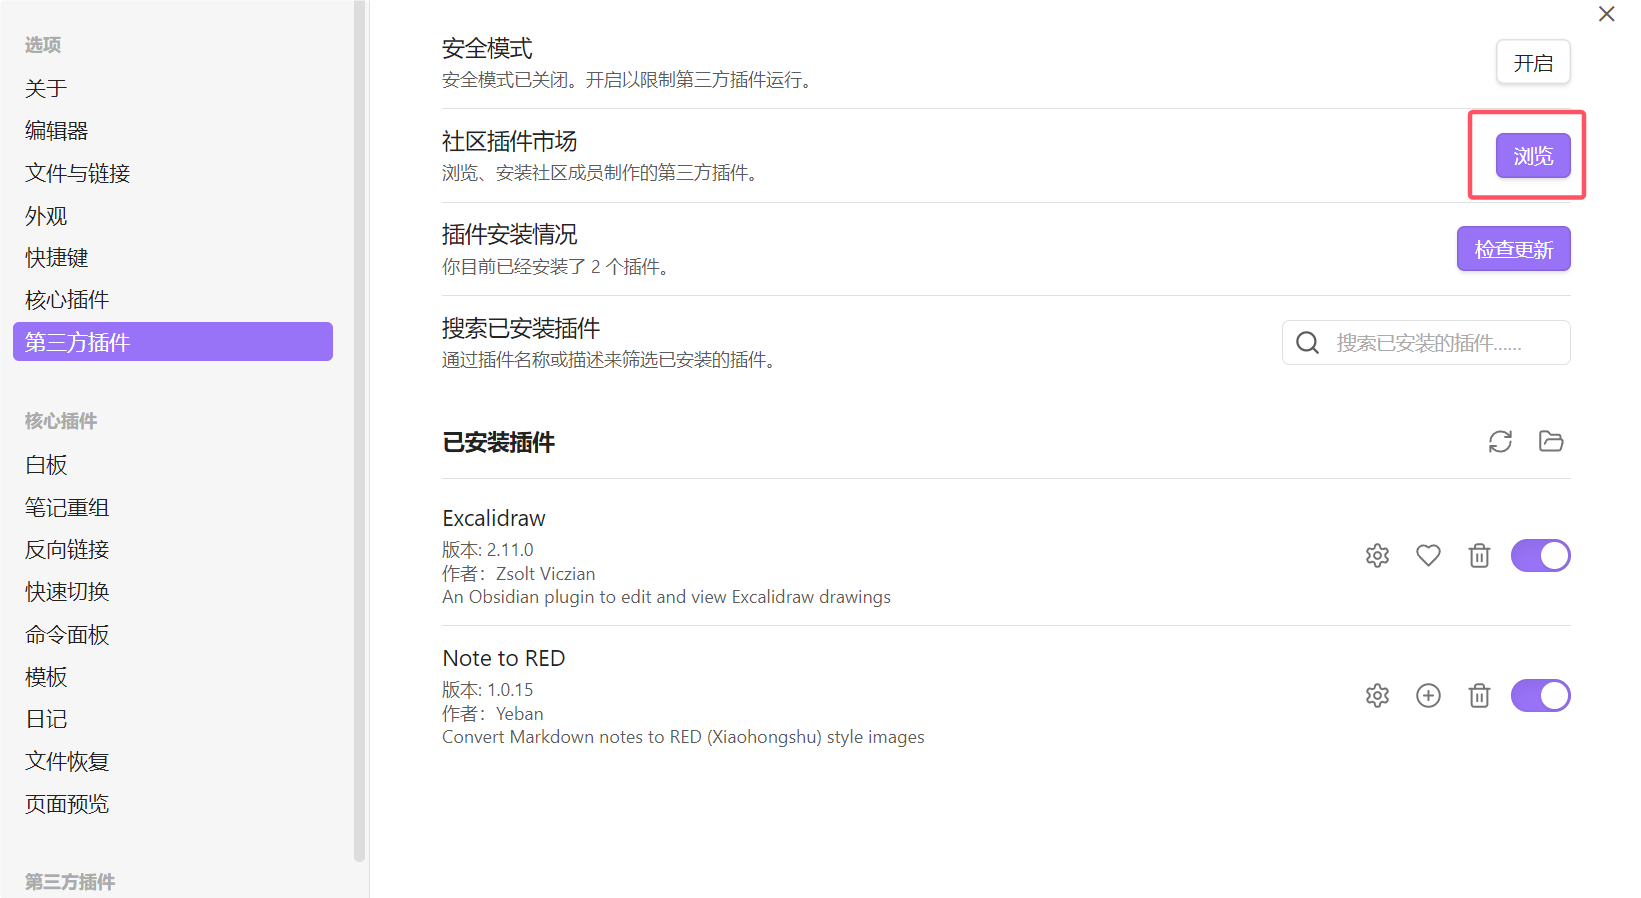 选项
关于
编辑器
文件与链接
外观
快捷键
核心插件
第三方插件
核心插件
白板
笔记重组
反向链接
快速切换
命令面板
模板
日记
文件恢复
页面预览
第三方插件
安全模式
安全模式已关闭。开启以限制第三方插件运行。
开启
社区插件市场
浏览、安装社区成员制作的第三方插件。
浏览
插件安装情况
你目前已经安装了 2 个插件。
检查更新
搜索已安装插件
通过插件名称或描述来筛选已安装的插件。
搜索已安装的插件......
已安装插件
Excalidraw
版本: 2.11.0
作者：Zsolt Viczian
An Obsidian plugin to edit and view Excalidraw drawings
Note to RED
版本: 1.0.15
作者：Yeban
Convert Markdown notes to RED (Xiaohongshu) style images